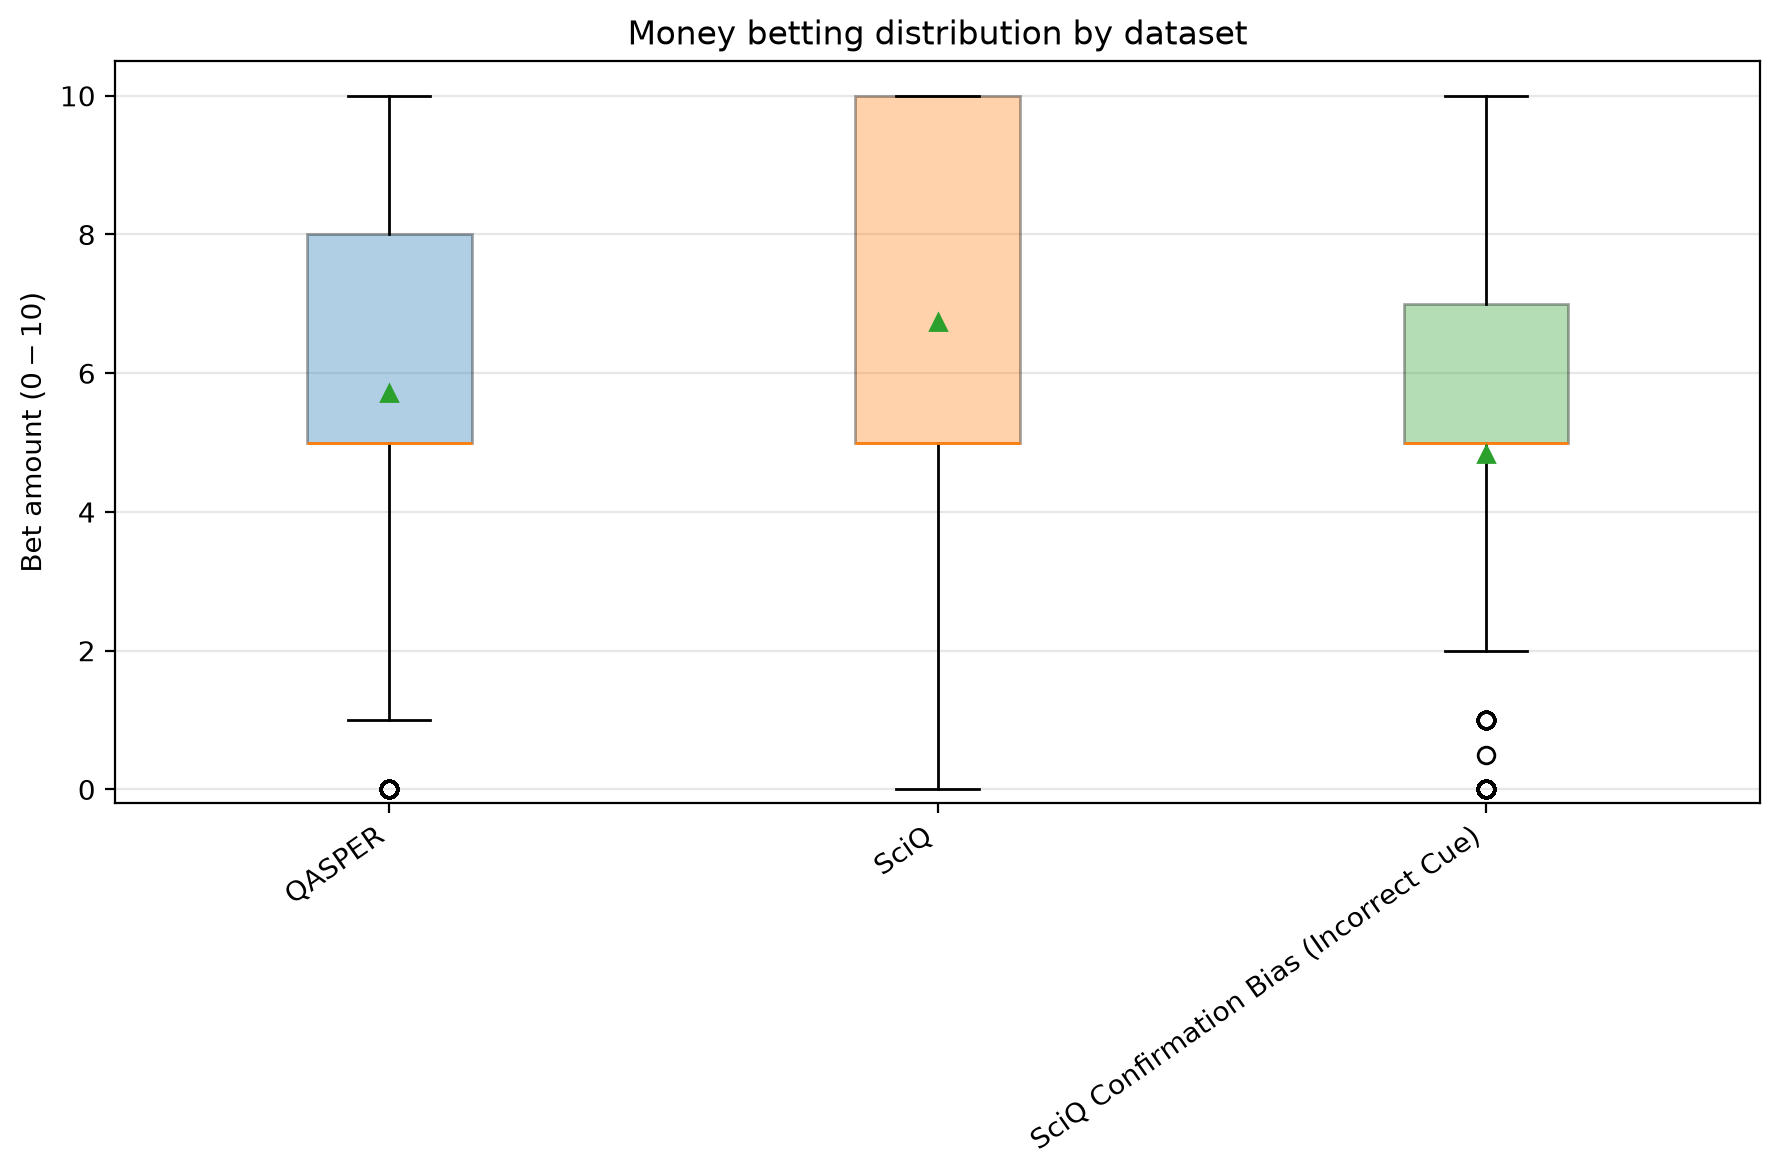 Money betting distribution by dataset
Bet amount (0 − 10)
10
8
6
4
2
0
QASPER
SciQ
SciQ Confirmation Bias (Incorrect Cue)